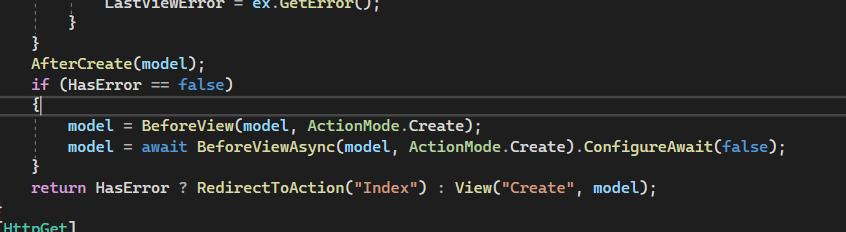 LastViewError = ex.GetError();
}
}
AfterCreate(model);
if (HasError == false)
{
model = BeforeView(model, ActionMode.Create);
model = await BeforeViewAsync(model, ActionMode.Create).ConfigureAwait(false);
}
return HasError ? RedirectToAction("Index") : View("Create", model);
[HttpGet]